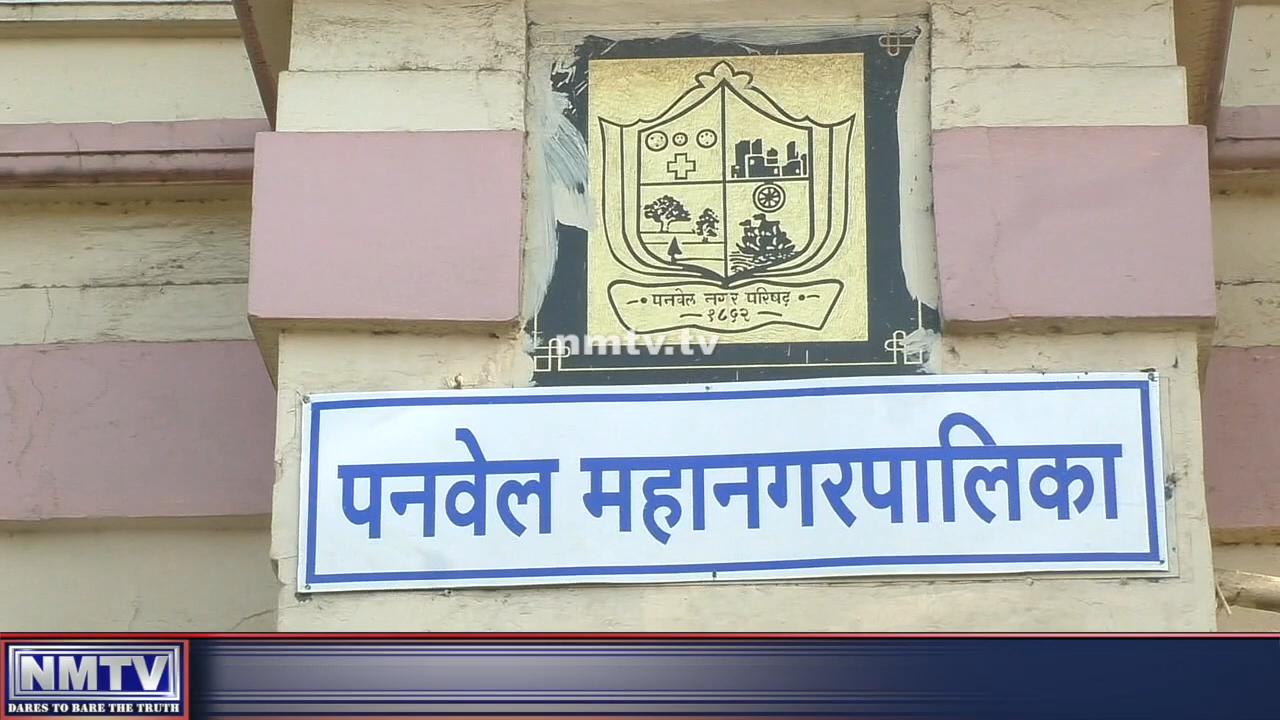 पनवेल नगर परिषद
१८५२
nmtv.tv
पनवेल महानगरपालिका
NMTV
DARES TO BARE THE TRUTH